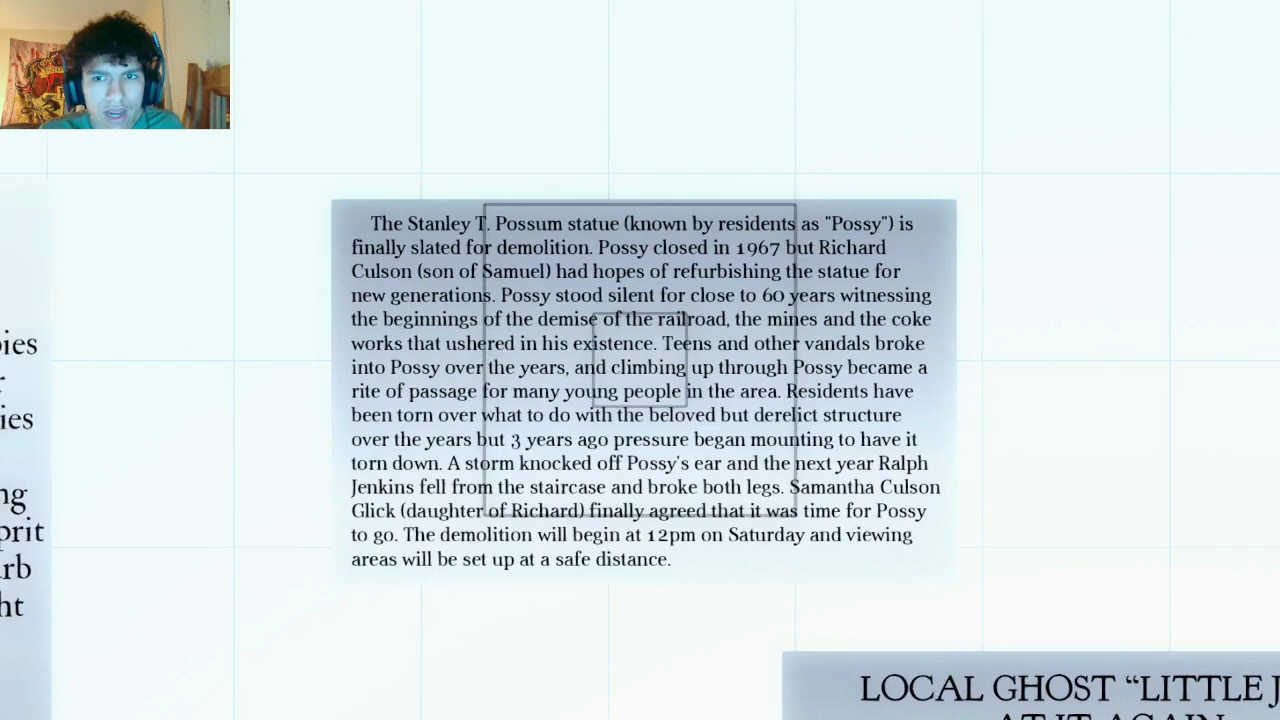 The Stanley T. Possum statue (known by residents as "Possy") is
finally slated for demolition. Possy closed in 1967 but Richard
Culson (son of Samuel) had hopes of refurbishing the statue for
new generations. Possy stood silent for close to 60 years witnessing
the beginnings of the demise of the railroad, the mines and the coke
works that ushered in his existence. Teens and other vandals broke
into Possy over the years, and climbing up through Possy became a
rite of passage for many young people in the area. Residents have
been torn over what to do with the beloved but derelict structure
over the years but 3 years ago pressure began mounting to have it
torn down. A storm knocked off Possy's ear and the next year Ralph
Jenkins fell from the staircase and broke both legs. Samantha Culson
Glick (daughter of Richard) finally agreed that it was time for Possy
to go. The demolition will begin at 12pm on Saturday and viewing
areas will be set up at a safe distance.
LOCAL GHOST “LITTLE J
AT IT AGAIN